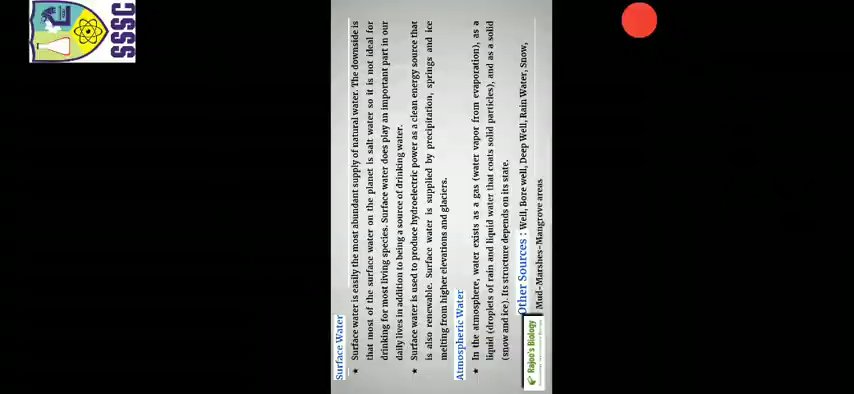 SSSC
Surface Water
★ Surface water is easily the most abundant supply of natural water. The downside is
that most of the surface water on the planet is salt water so it is not ideal for
drinking for most living species. Surface water does play an important part in our
daily lives in addition to being a source of drinking water.
★ Surface water is used to produce hydroelectric power as a clean energy source that
is also renewable. Surface water is supplied by precipitation, springs and ice
melting from higher elevations and glaciers.
Atmospheric Water
★ In the atmosphere, water exists as a gas (water vapor from evaporation), as a
liquid (droplets of rain and liquid water that coats solid particles), and as a solid
(snow and ice). Its structure depends on its state.
Other Sources : Well, Bore well, Deep Well, Rain Water, Snow,
Mud-Marshes-Mangrove areas
Rajoo's Biology